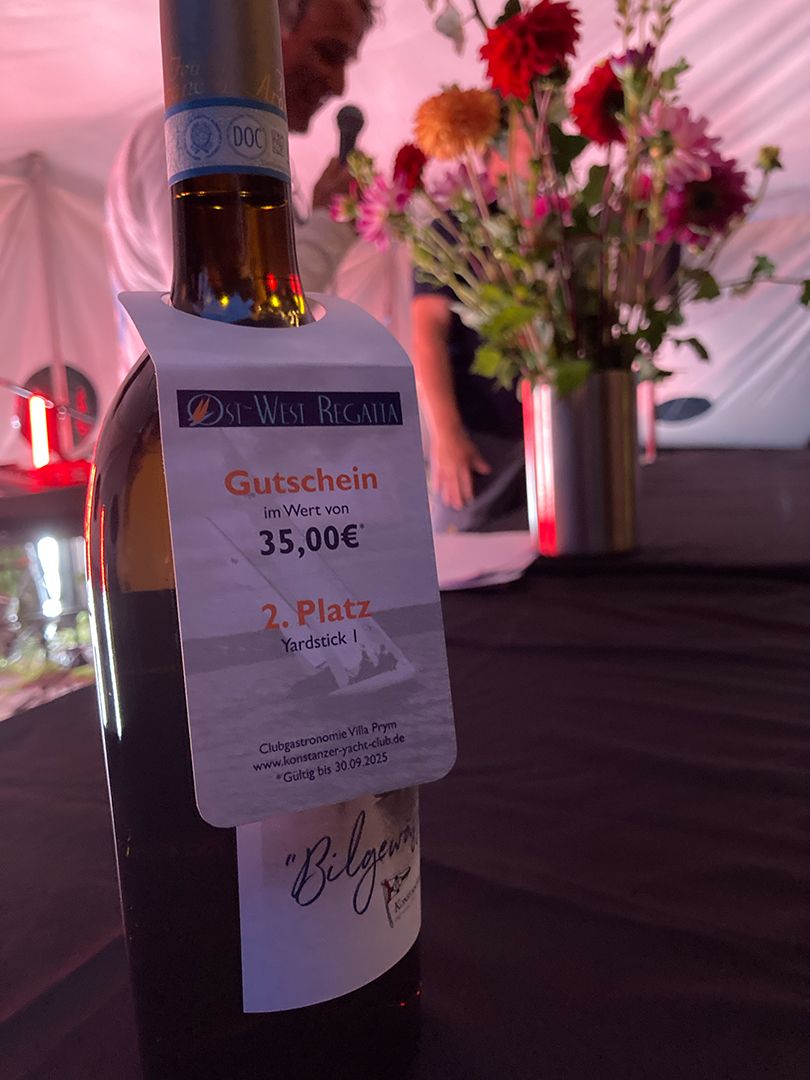 DOC
OST-WEST REGATTA
Gutschein
im Wert von
35,00€*
2. Platz
Yardstick 1
Clubgastronomie Villa Prym
www.konstanzer-yacht-club.de
*Gültig bis 30.09.2025